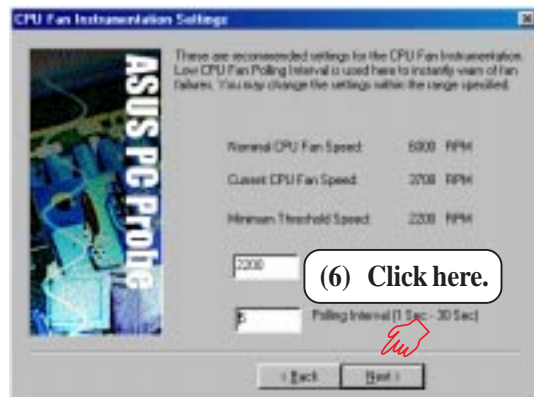 CPU Fan Instrumentation Settings
ASUS PC Probe
These are recommended settings for the CPU Fan Instrumentation.
Low CPU Fan Polling Interval is used here to instantly warn of fan
failures. You may change the settings within the range specified.
Nominal CPU Fan Speed: 6000 RPM
Current CPU Fan Speed: 3708 RPM
Minimum Threshold Speed: 2200 RPM
2200
(6) Click here.
5 Polling Interval (1 Sec - 30 Sec)
< Back Next >